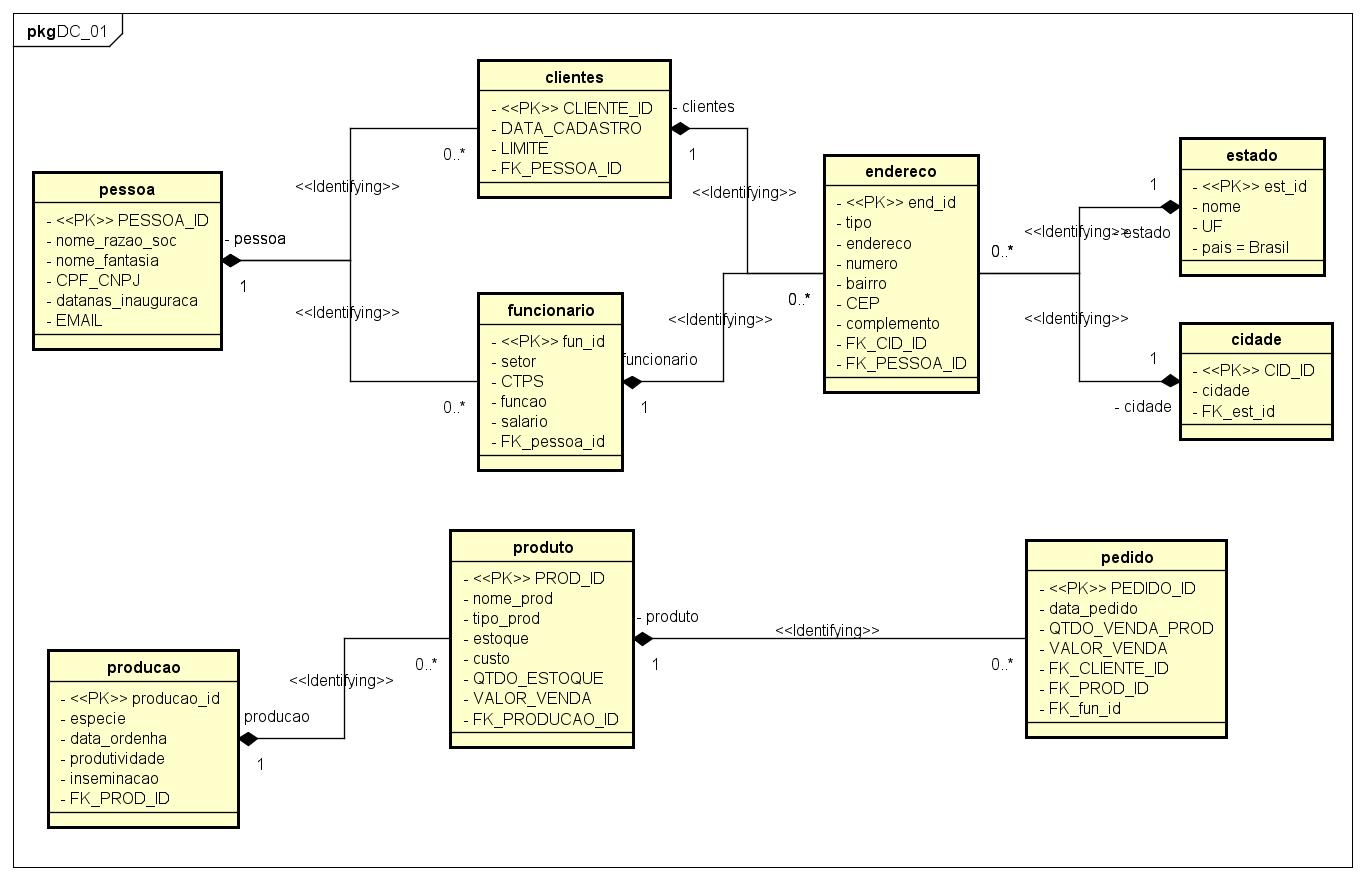 pkgDC_01
clientes
- <<PK>> CLIENTE_ID
- DATA_CADASTRO
- LIMITE
- FK_PESSOA_ID
- clientes
1
0..*
<<Identifying>>
<<Identifying>>
pessoa
- <<PK>> PESSOA_ID
- nome_razao_soc
- nome_fantasia
- CPF_CNPJ
- datanas_inauguraca
- EMAIL
- pessoa
1
<<Identifying>>
0..*
funcionario
- <<PK>> fun_id
- setor
- CTPS
- funcao
- salario
- FK_pessoa_id
funcionario
1
<<Identifying>>
0..*
endereco
- <<PK>> end_id
- tipo
- endereco
- numero
- bairro
- CEP
- complemento
- FK_CID_ID
- FK_PESSOA_ID
0..*
<<Identifying>>
- estado
1
estado
- <<PK>> est_id
- nome
- UF
- pais = Brasil
<<Identifying>>
1
- cidade
cidade
- <<PK>> CID_ID
- cidade
- FK_est_id
produto
- <<PK>> PROD_ID
- nome_prod
- tipo_prod
- estoque
- custo
- QTDO_ESTOQUE
- VALOR_VENDA
- FK_PRODUCAO_ID
- produto
1
<<Identifying>>
0..*
pedido
- <<PK>> PEDIDO_ID
- data_pedido
- QTDO_VENDA_PROD
- VALOR_VENDA
- FK_CLIENTE_ID
- FK_PROD_ID
- FK_fun_id
producao
- <<PK>> producao_id
- especie
- data_ordenha
- produtividade
- inseminacao
- FK_PROD_ID
producao
1
<<Identifying>>
0..*